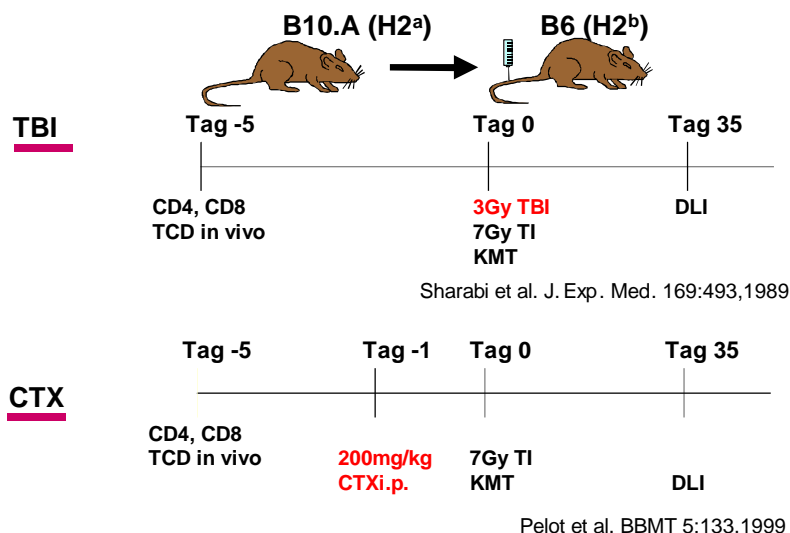 B10.A (H2ᵃ) B6 (H2ᵇ)
TBI
Tag -5 Tag 0 Tag 35
CD4, CD8 3Gy TBI DLI
TCD in vivo 7Gy TI
KMT
Sharabi et al. J. Exp. Med. 169:493,1989
Tag -5 Tag -1 Tag 0 Tag 35
CTX
CD4, CD8
TCD in vivo 200mg/kg 7Gy TI
CTXi.p. KMT DLI
Pelot et al. BBMT 5:133,1999